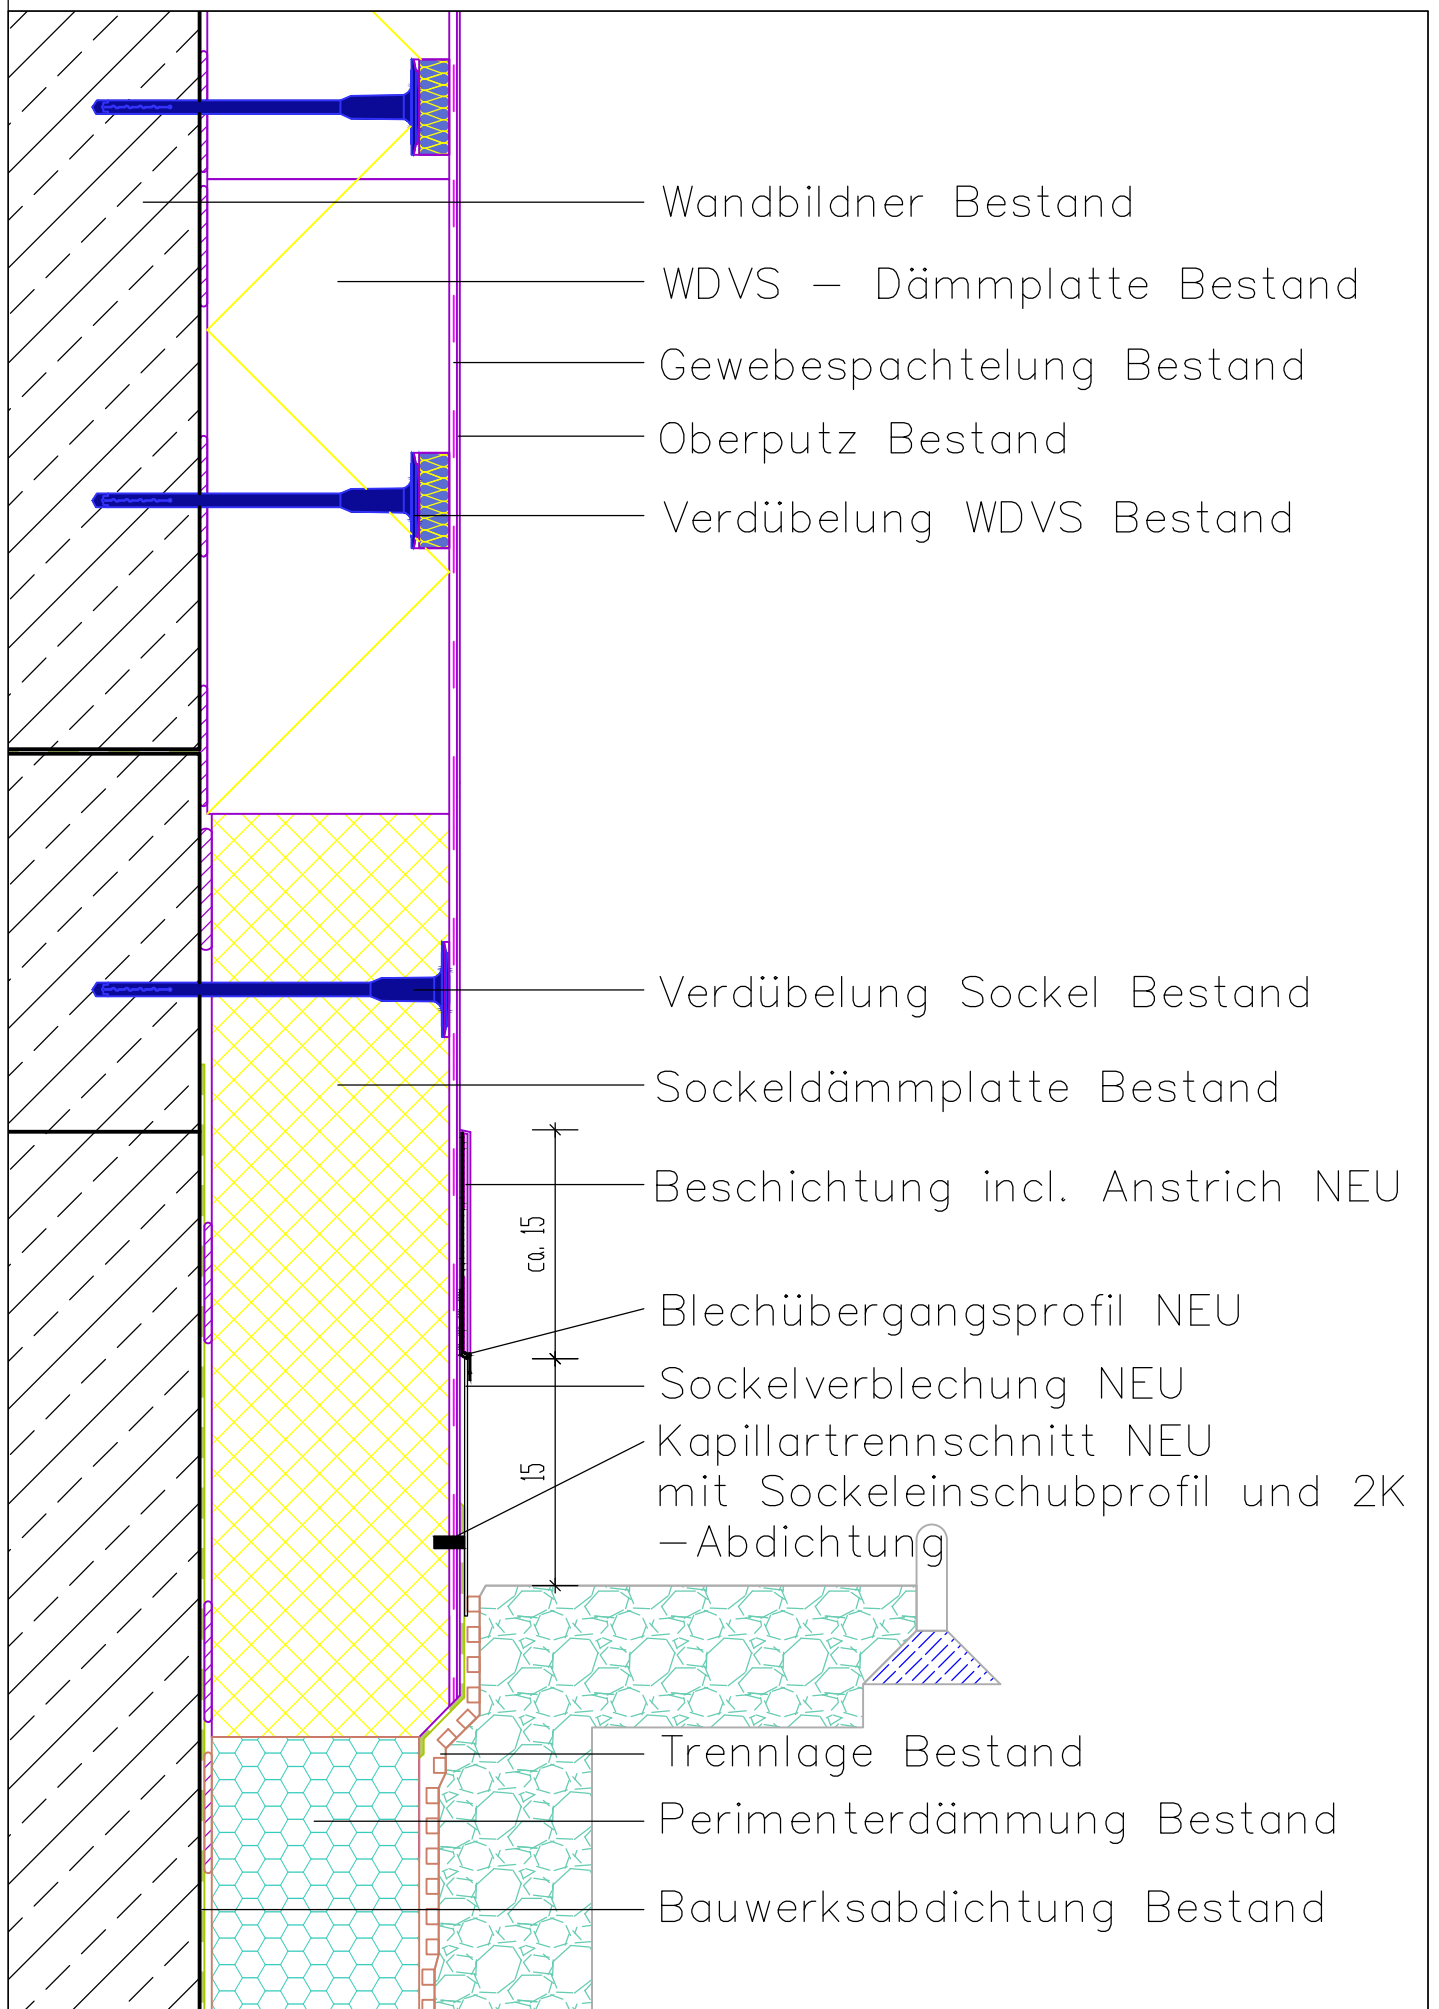 Wandbildner Bestand
WDVS – Dämmplatte Bestand
Gewebespachtelung Bestand
Oberputz Bestand
Verdübelung WDVS Bestand
Verdübelung Sockel Bestand
Sockeldämmplatte Bestand
Beschichtung incl. Anstrich NEU
ca. 15
Blechübergangsprofil NEU
Sockelverblechung NEU
Kapillartrennschnitt NEU
mit Sockeleinschubprofil und 2K
–Abdichtung
15
Trennlage Bestand
Perimenterdämmung Bestand
Bauwerksabdichtung Bestand